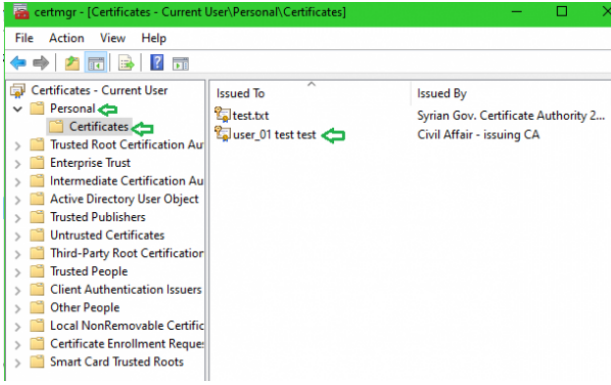 certmgr - [Certificates - Current User\Personal\Certificates]
File Action View Help
Certificates - Current User
Personal
Certificates
Trusted Root Certification Au
Enterprise Trust
Intermediate Certification Au
Active Directory User Object
Trusted Publishers
Untrusted Certificates
Third-Party Root Certification
Trusted People
Client Authentication Issuers
Other People
Local NonRemovable Certific
Certificate Enrollment Reques
Smart Card Trusted Roots
Issued To Issued By
test.txt Syrian Gov. Certificate Authority 2...
user_01 test test Civil Affair - issuing CA